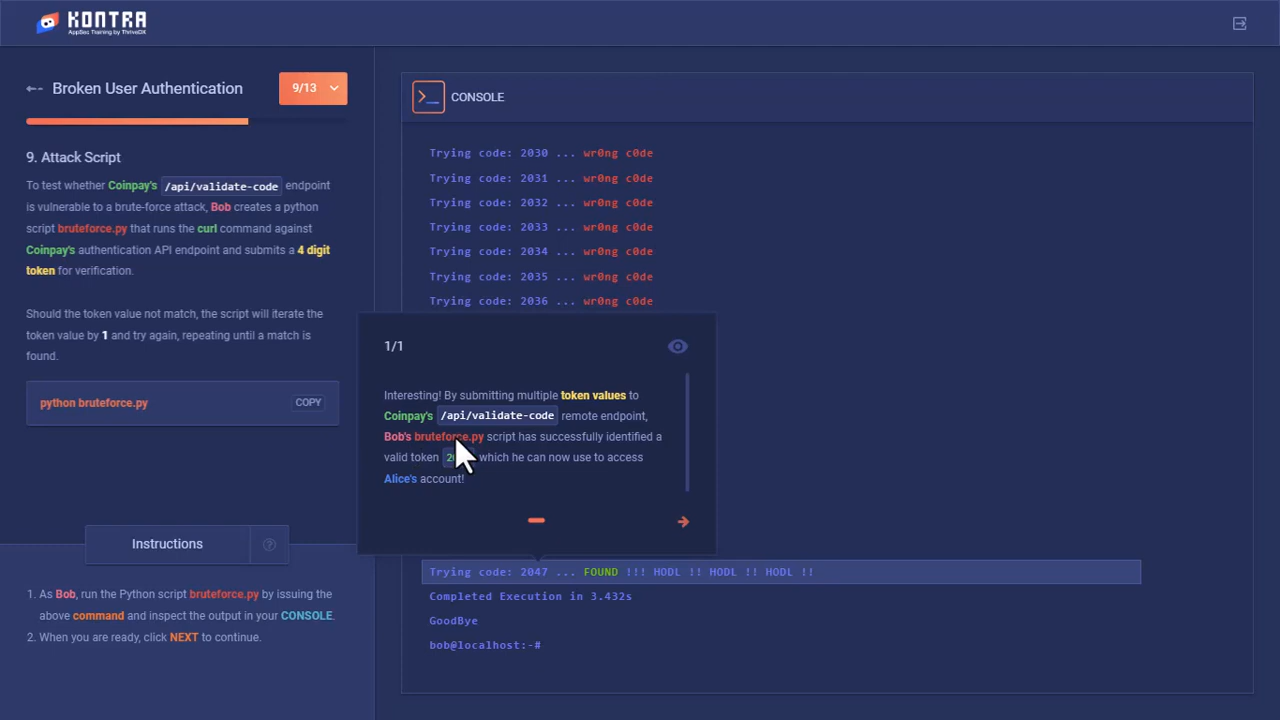 KONTRA
AppSec Training by ThriveDX
Broken User Authentication
9/13
9. Attack Script
To test whether Coinpay's /api/validate-code endpoint
is vulnerable to a brute-force attack, Bob creates a python
script bruteforce.py that runs the curl command against
Coinpay's authentication API endpoint and submits a 4 digit
token for verification.
Should the token value not match, the script will iterate the
token value by 1 and try again, repeating until a match is
found.
python bruteforce.py
COPY
Instructions
?
1. As Bob, run the Python script bruteforce.py by issuing the
above command and inspect the output in your CONSOLE.
2. When you are ready, click NEXT to continue.
>_ CONSOLE
Trying code: 2030 ... wr0ng c0de
Trying code: 2031 ... wr0ng c0de
Trying code: 2032 ... wr0ng c0de
Trying code: 2033 ... wr0ng c0de
Trying code: 2034 ... wr0ng c0de
Trying code: 2035 ... wr0ng c0de
Trying code: 2036 ... wr0ng c0de
1/1
Interesting! By submitting multiple token values to
Coinpay's /api/validate-code remote endpoint,
Bob's bruteforce.py script has successfully identified a
valid token which he can now use to access
Alice's account!
Trying code: 2047 ... FOUND !!! HODL !! HODL !! HODL !!
Completed Execution in 3.432s
GoodBye
bob@localhost:-#